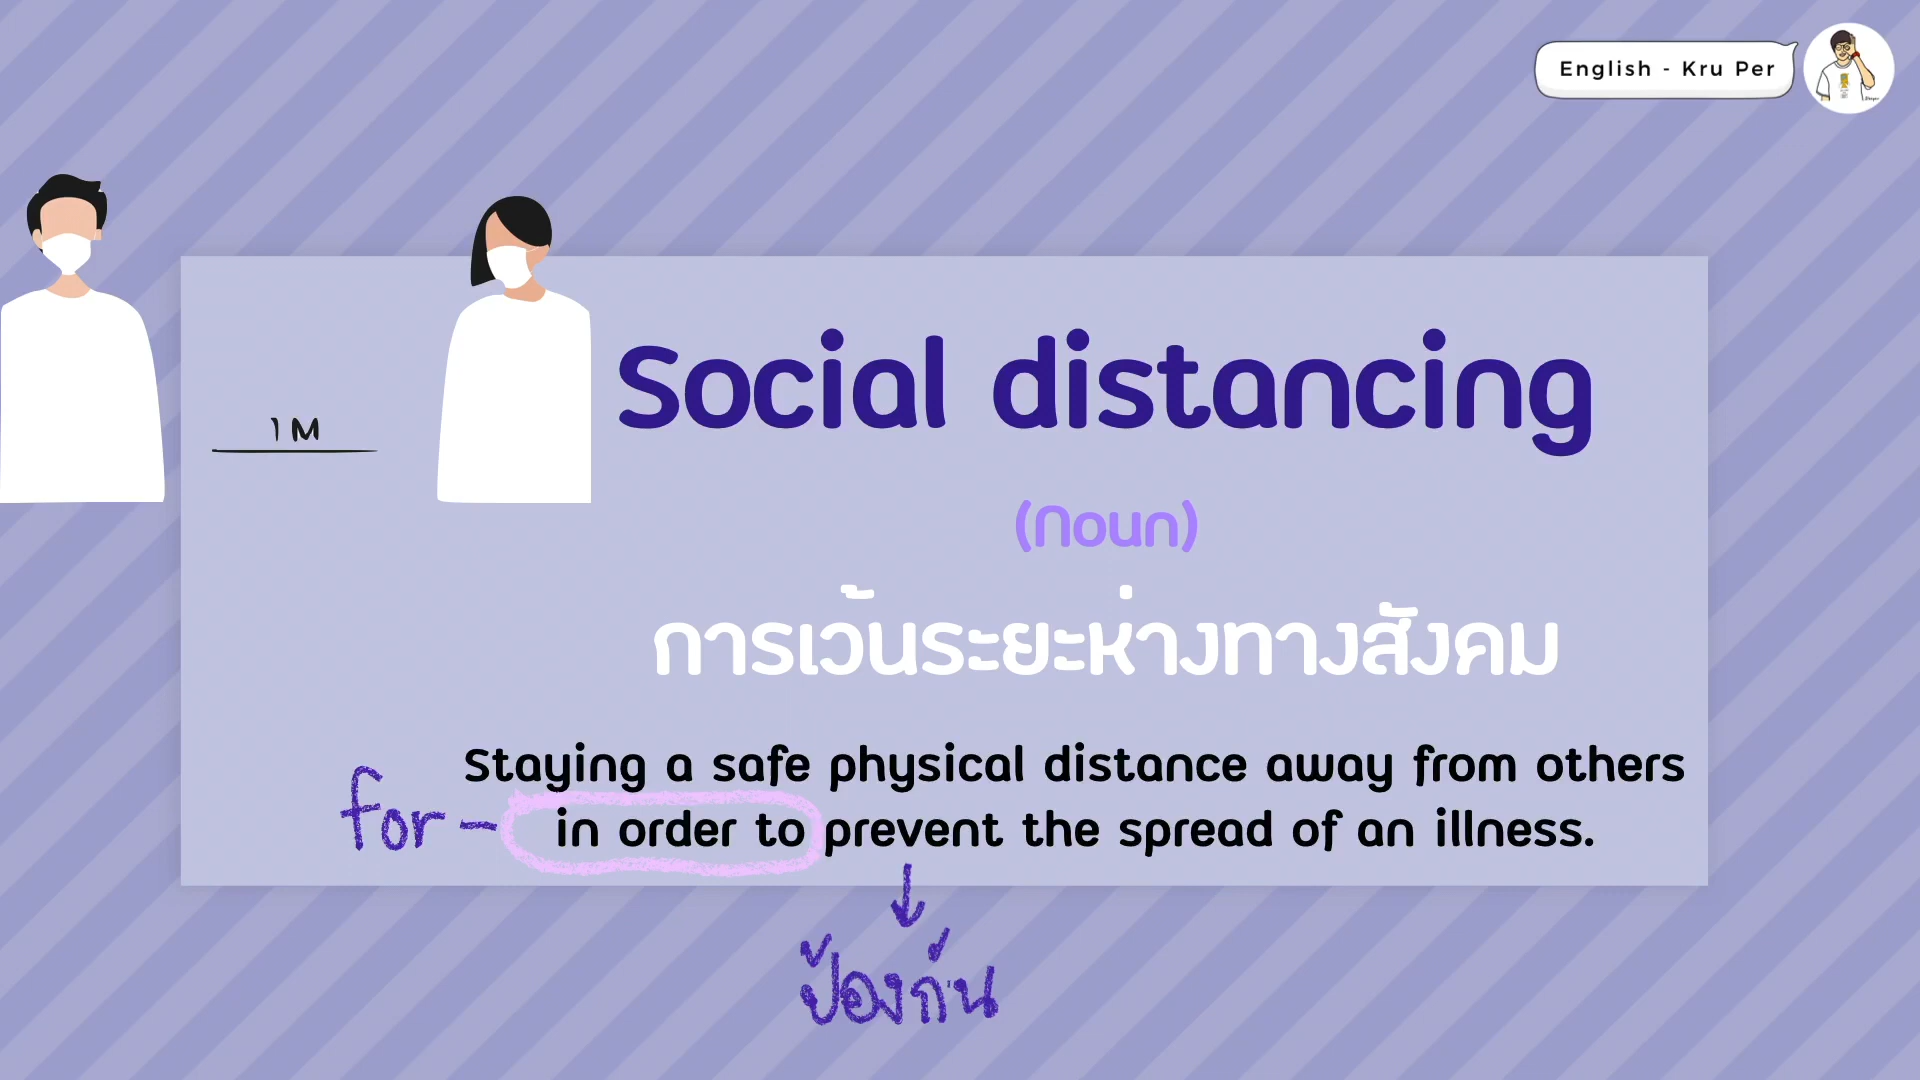 English - Kru Per
1 M
Social distancing
(Noun)
การเว้นระยะห่างทางสังคม
Staying a safe physical distance away from others
for - in order to prevent the spread of an illness.
ป้องกัน